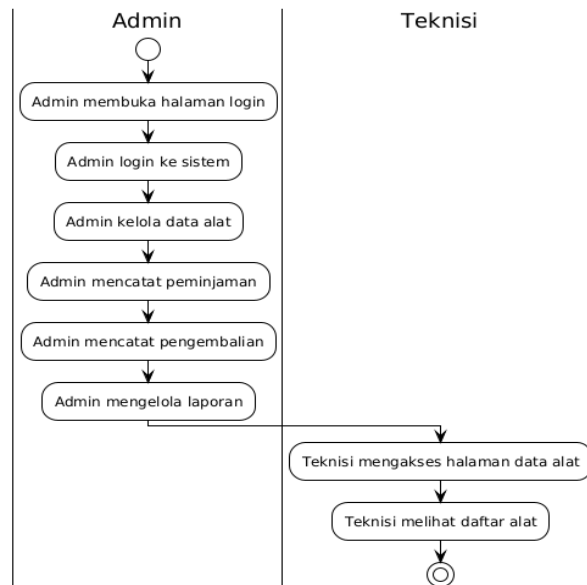 Admin
Teknisi
Admin membuka halaman login
Admin login ke sistem
Admin kelola data alat
Admin mencatat peminjaman
Admin mencatat pengembalian
Admin mengelola laporan
Teknisi mengakses halaman data alat
Teknisi melihat daftar alat